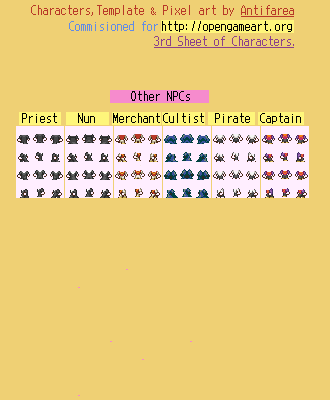 Characters, Template & Pixel art by Antifarea
Commisioned for http://opengameart.org
3rd Sheet of Characters.
Other NPCs
Priest Nun Merchant Cultist Pirate Captain